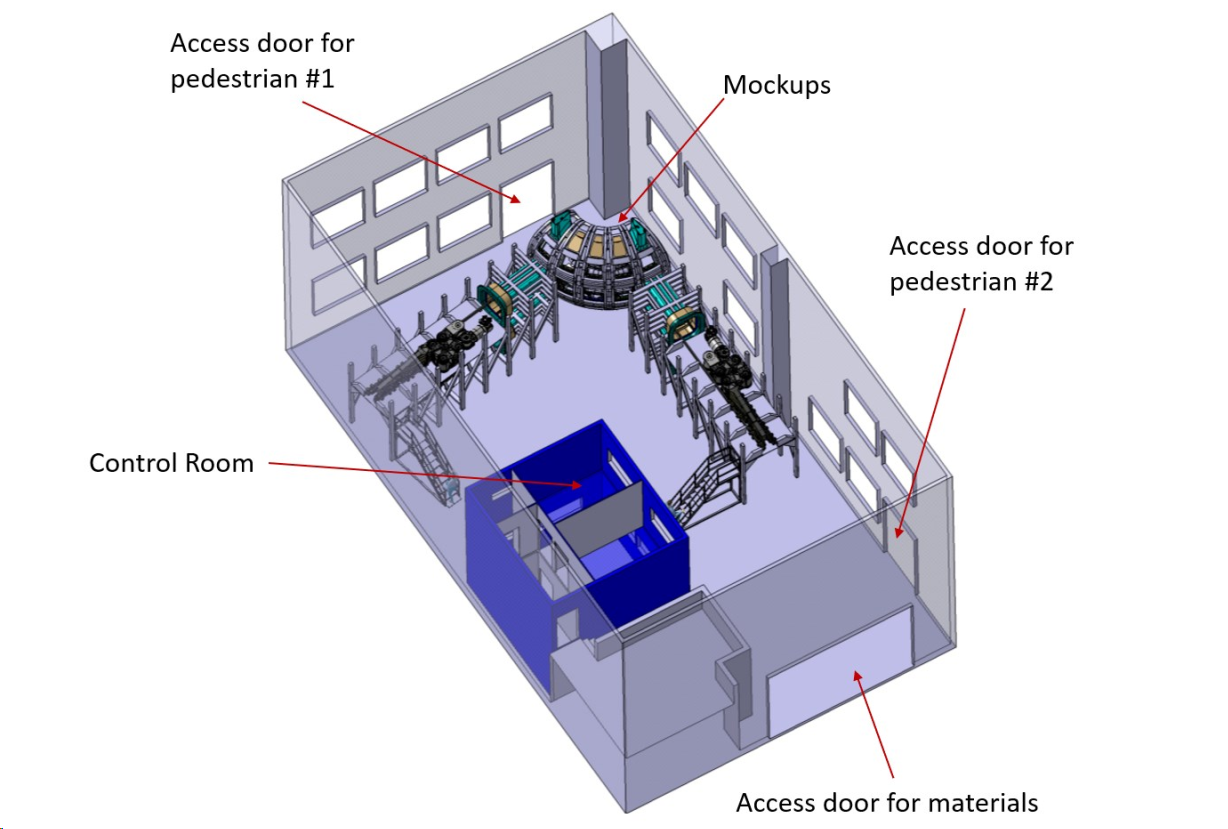 Access door for
pedestrian #1
Mockups
Access door for
pedestrian #2
Control Room
Access door for materials